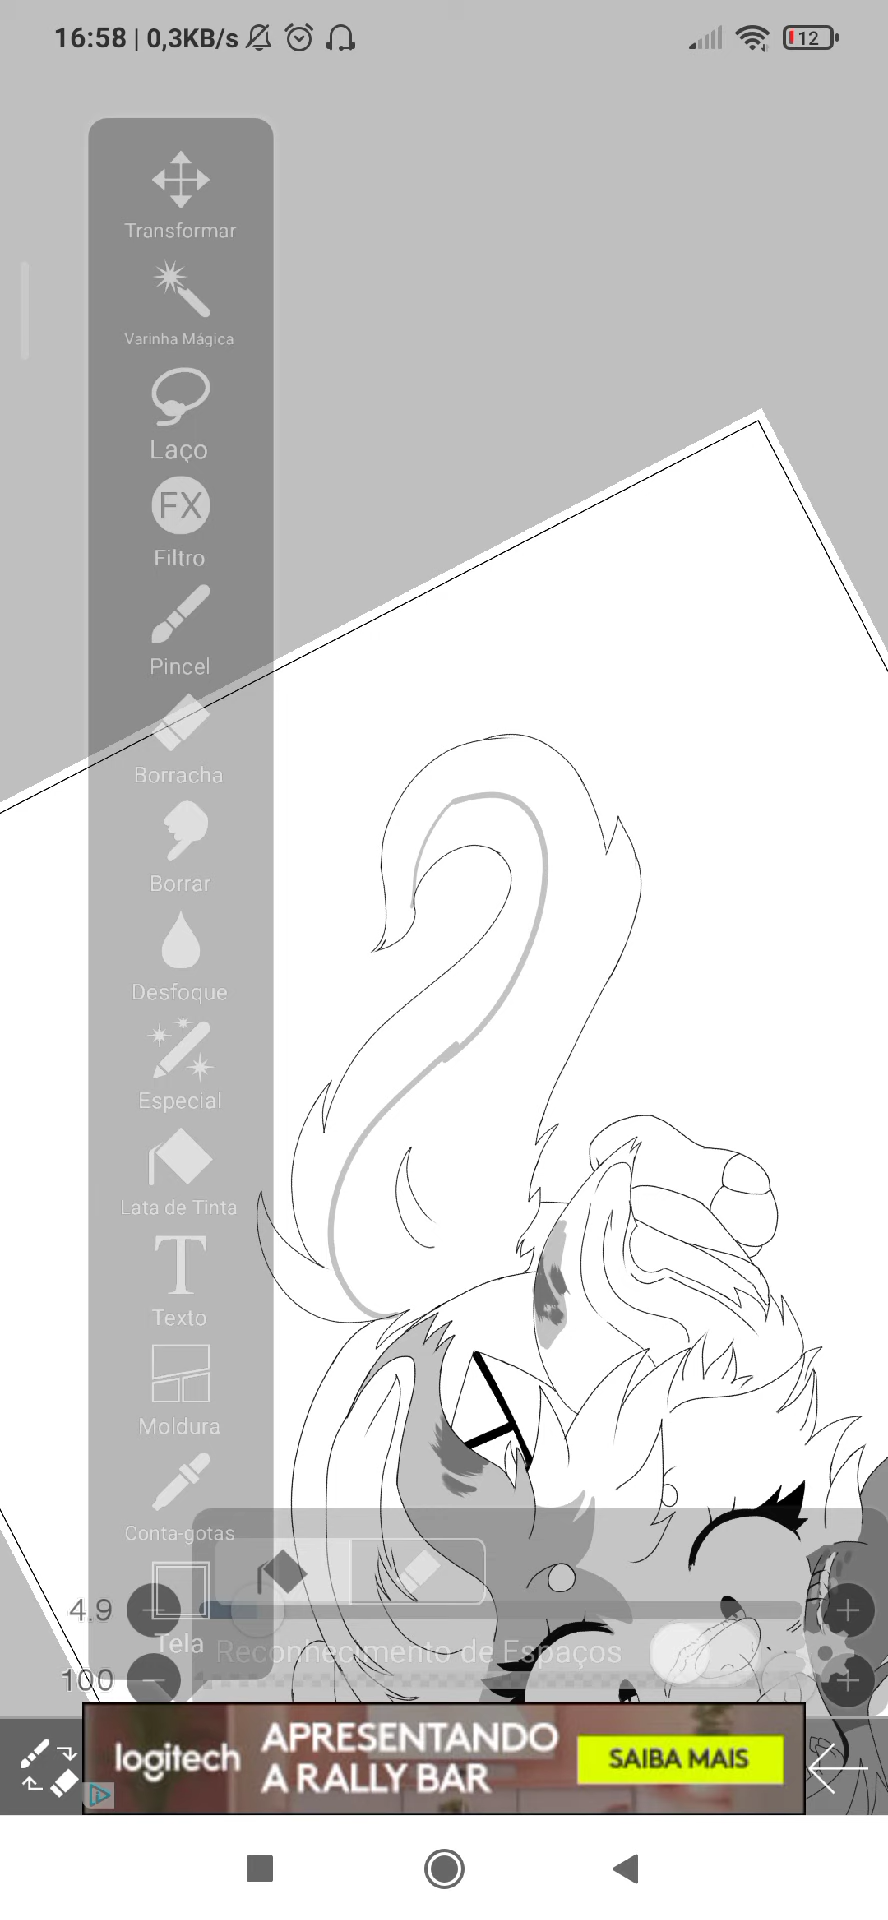 16:58 | 0,3KB/s
12
Transformar
Varinha Mágica
Laço
FX
Filtro
Pincel
Borracha
Borrar
Desfoque
Especial
Lata de Tinta
T
Texto
Moldura
Conta-gotas
4.9
Tela
Reconhecimento de Espaços
100
logitech
APRESENTANDO
A RALLY BAR
SAIBA MAIS